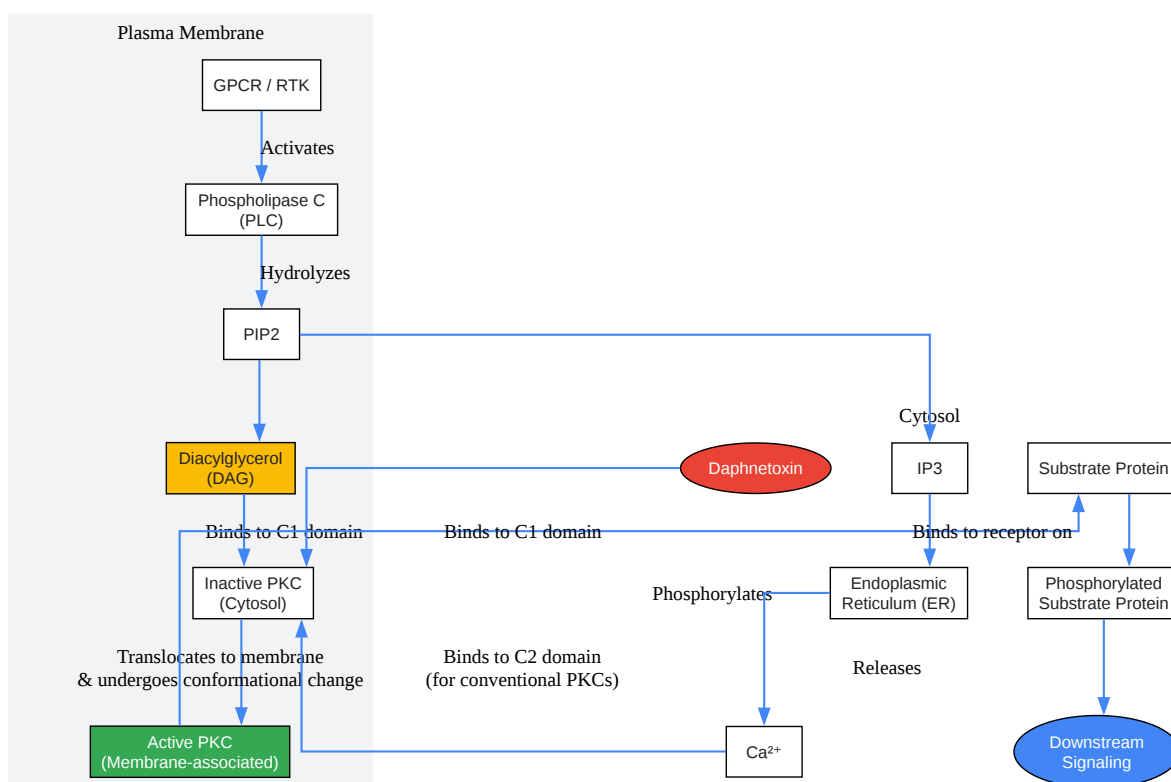 Plasma Membrane
GPCR / RTK
Activates
Phospholipase C
(PLC)
Hydrolyzes
PIP2
Cytosol
Diacylglycerol
(DAG)
Daphnetoxin
IP3
Substrate Protein
Binds to C1 domain
Binds to C1 domain
Binds to receptor on
Inactive PKC
(Cytosol)
Phosphorylates
Endoplasmic
Reticulum (ER)
Phosphorylated
Substrate Protein
Translocates to membrane
& undergoes conformational change
Binds to C2 domain
(for conventional PKCs)
Releases
Active PKC
(Membrane-associated)
Ca²⁺
Downstream
Signaling